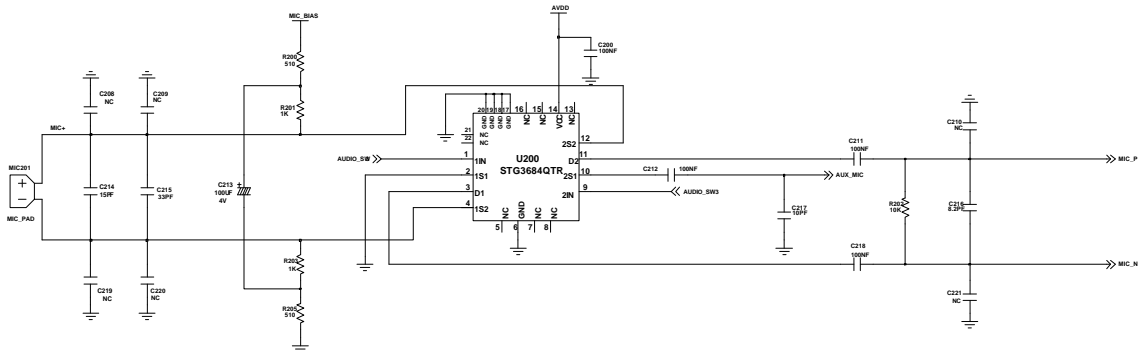 MIC_BIAS
AVDD
R200
510
C200
100NF
C208
NC
C209
NC
R201
1K
20
19
18
17
GND
GND
GND
GND
16
NC
15
NC
14
VCC
13
NC
MIC+
21
NC
22
NC
12
2S2
C210
NC
C211
100NF
AUDIO_SW
1
1IN
U200
STG3684QTR
11
D2
MIC_P
MIC201
2
1S1
10
2S1
C212
100NF
AUX_MIC
C214
15PF
C215
33PF
C213
100UF
4V
+
3
D1
9
2IN
AUDIO_SW3
C217
10PF
R202
10K
C216
8.2PF
MIC_PAD
4
1S2
5
NC
6
GND
7
NC
8
NC
C218
100NF
MIC_N
R203
1K
C219
NC
C220
NC
R205
510
C221
NC